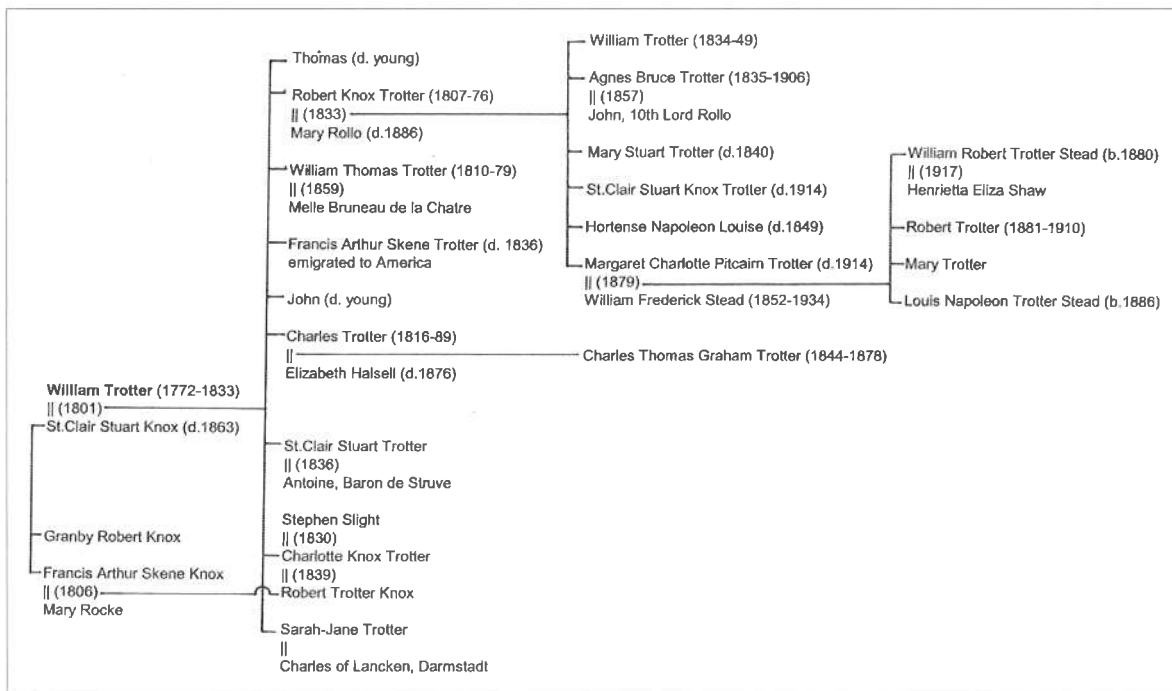 Thomas (d. young)
Robert Knox Trotter (1807-76)
|| (1833)
Mary Rollo (d.1886)
William Thomas Trotter (1810-79)
|| (1859)
Melle Bruneau de la Chatre
Francis Arthur Skene Trotter (d. 1836)
emigrated to America
John (d. young)
Charles Trotter (1816-89)
||
Elizabeth Halsell (d.1876)
William Trotter (1772-1833)
|| (1801)
St.Clair Stuart Knox (d.1863)
St.Clair Stuart Trotter
|| (1836)
Antoine, Baron de Struve
Granby Robert Knox
Francis Arthur Skene Knox
|| (1806)
Mary Rocke
Stephen Slight
|| (1830)
Charlotte Knox Trotter
|| (1839)
Robert Trotter Knox
Sarah-Jane Trotter
||
Charles of Lancken, Darmstadt
William Trotter (1834-49)
Agnes Bruce Trotter (1835-1906)
|| (1857)
John, 10th Lord Rollo
Mary Stuart Trotter (d.1840)
St.Clair Stuart Knox Trotter (d.1914)
Hortense Napoleon Louise (d.1849)
Margaret Charlotte Pitcairn Trotter (d.1914)
|| (1879)
William Frederick Stead (1852-1934)
Charles Thomas Graham Trotter (1844-1878)
William Robert Trotter Stead (b.1880)
|| (1917)
Henrietta Eliza Shaw
Robert Trotter (1881-1910)
Mary Trotter
Louis Napoleon Trotter Stead (b.1886)